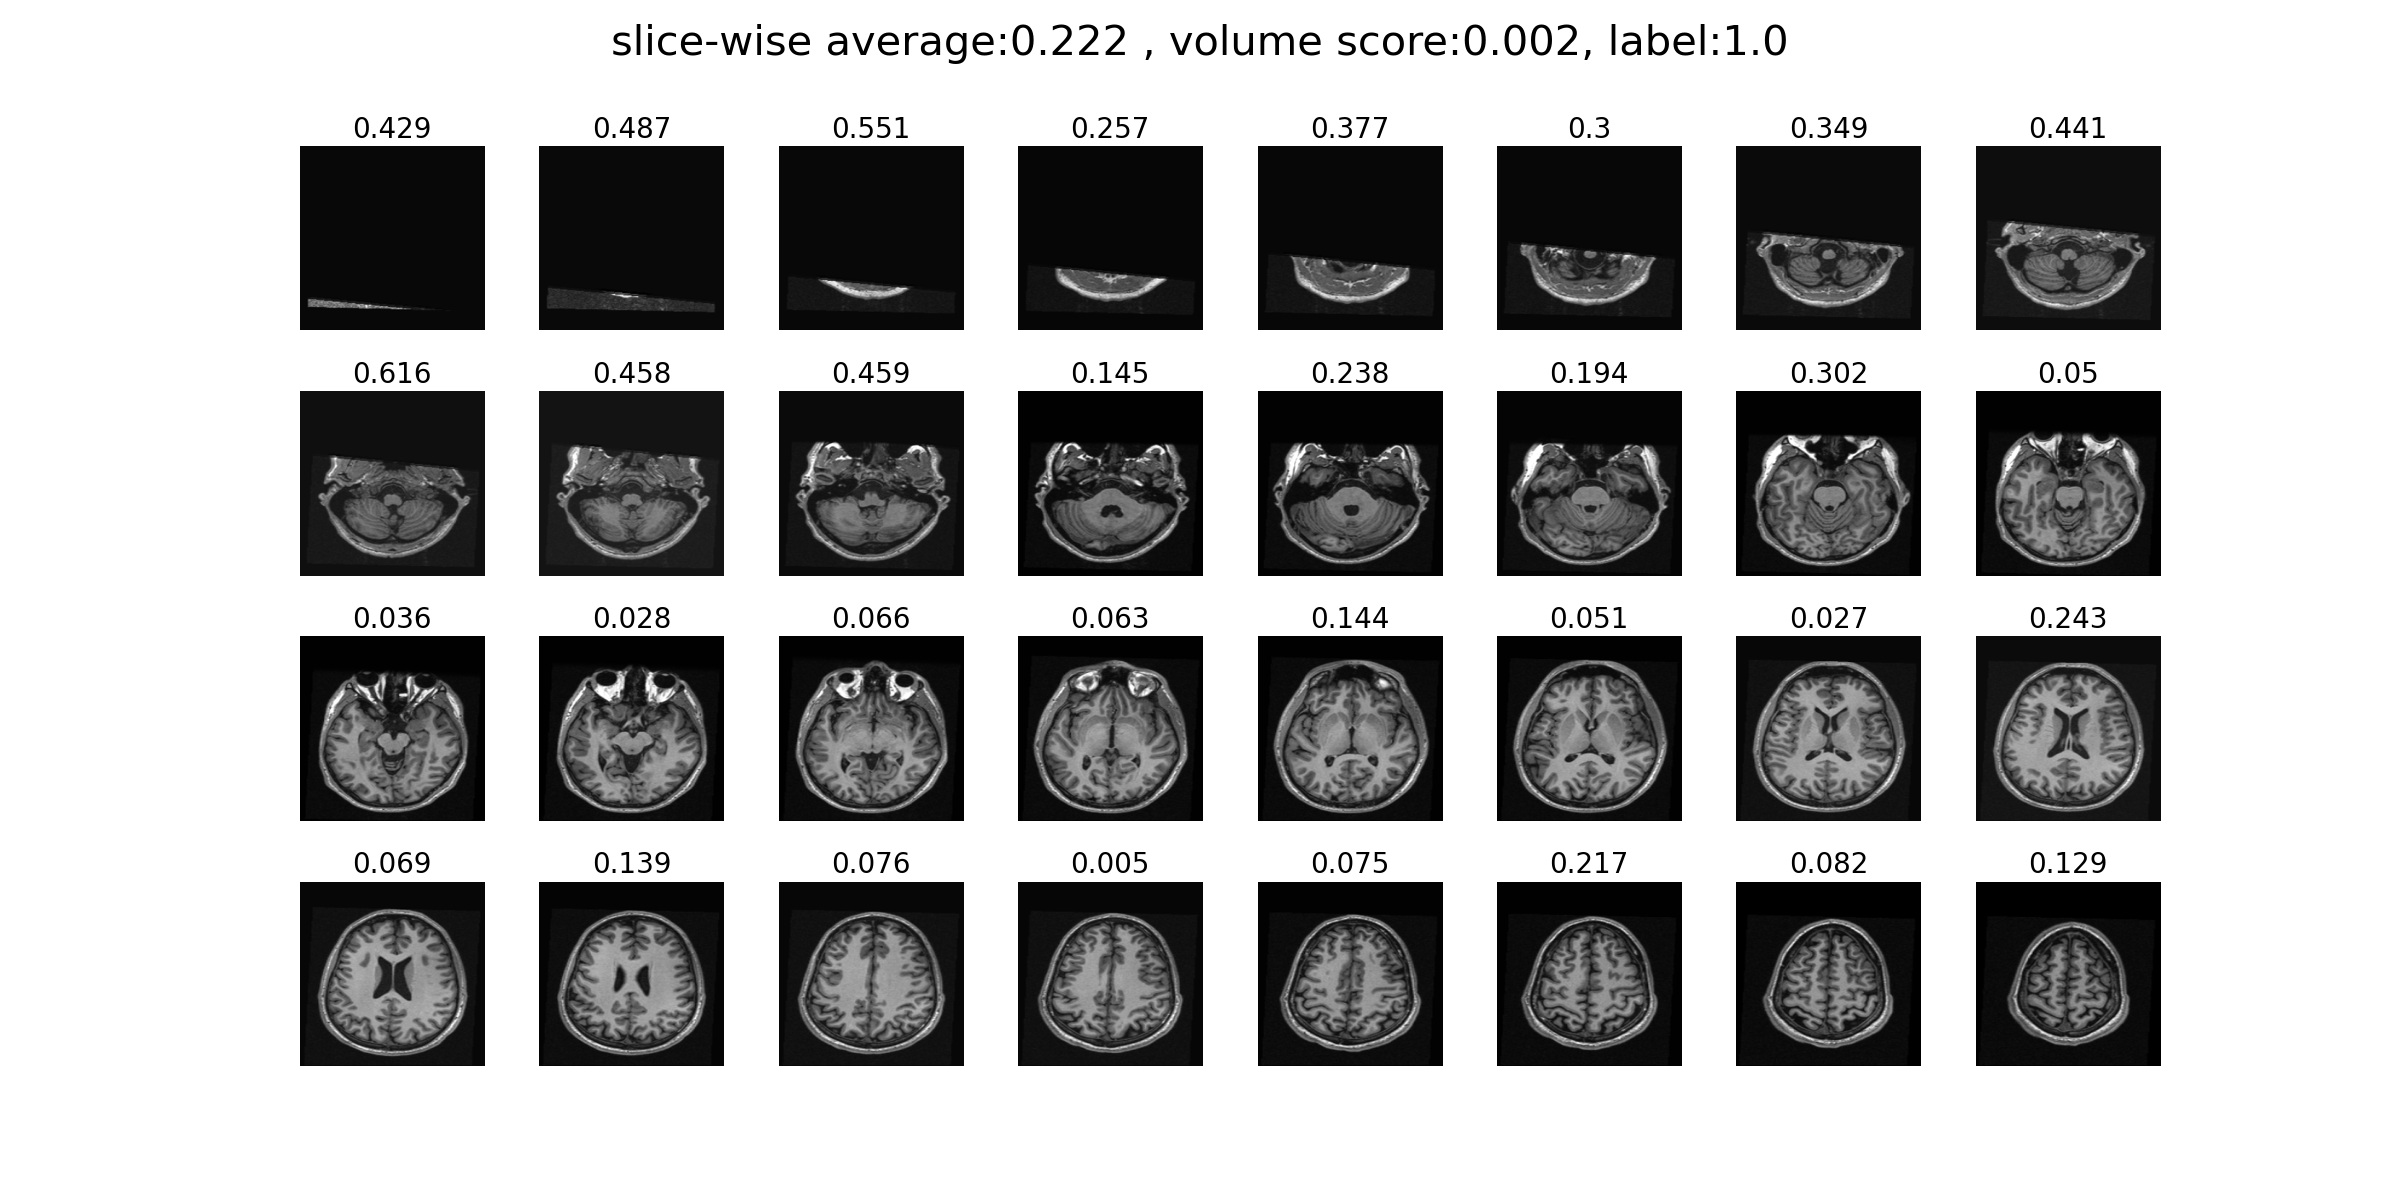 slice-wise average:0.222 , volume score:0.002, label:1.0
0.429 0.487 0.551 0.257 0.377 0.3 0.349 0.441
0.616 0.458 0.459 0.145 0.238 0.194 0.302 0.05
0.036 0.028 0.066 0.063 0.144 0.051 0.027 0.243
0.069 0.139 0.076 0.005 0.075 0.217 0.082 0.129